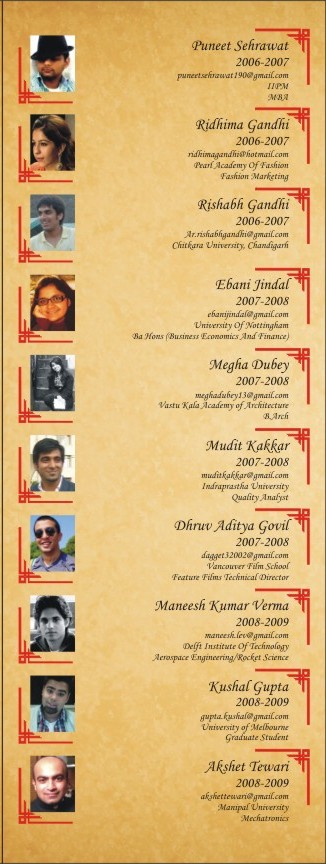 Puneet Sehrawat
2006-2007
puneetsehrawat190@gmail.com
IIPM
MBA
Ridhima Gandhi
2006-2007
ridhimagandhi@hotmail.com
Pearl Academy Of Fashion
Fashion Marketing
Rishabh Gandhi
2006-2007
Ar.rishabhgandhi@gmail.com
Chitkara University, Chandigarh
Ebani Jindal
2007-2008
ebanijindal@gmail.com
University Of Nottingham
Ba Hons (Business Economics And Finance)
Megha Dubey
2007-2008
meghadubey13@gmail.com
Vastu Kala Academy of Architecture
B.Arch
Mudit Kakkar
2007-2008
muditkakkar@gmail.com
Indraprastha University
Quality Analyst
Dhruv Aditya Govil
2007-2008
dagget32002@gmail.com
Vancouver Film School
Feature Films Technical Director
Maneesh Kumar Verma
2008-2009
maneesh.lev@gmail.com
Delft Institute Of Technology
Aerospace Engineering/Rocket Science
Kushal Gupta
2008-2009
gupta.kushal@gmail.com
University of Melbourne
Graduate Student
Akshet Tewari
2008-2009
akshettewari@gmail.com
Manipal University
Mechatronics